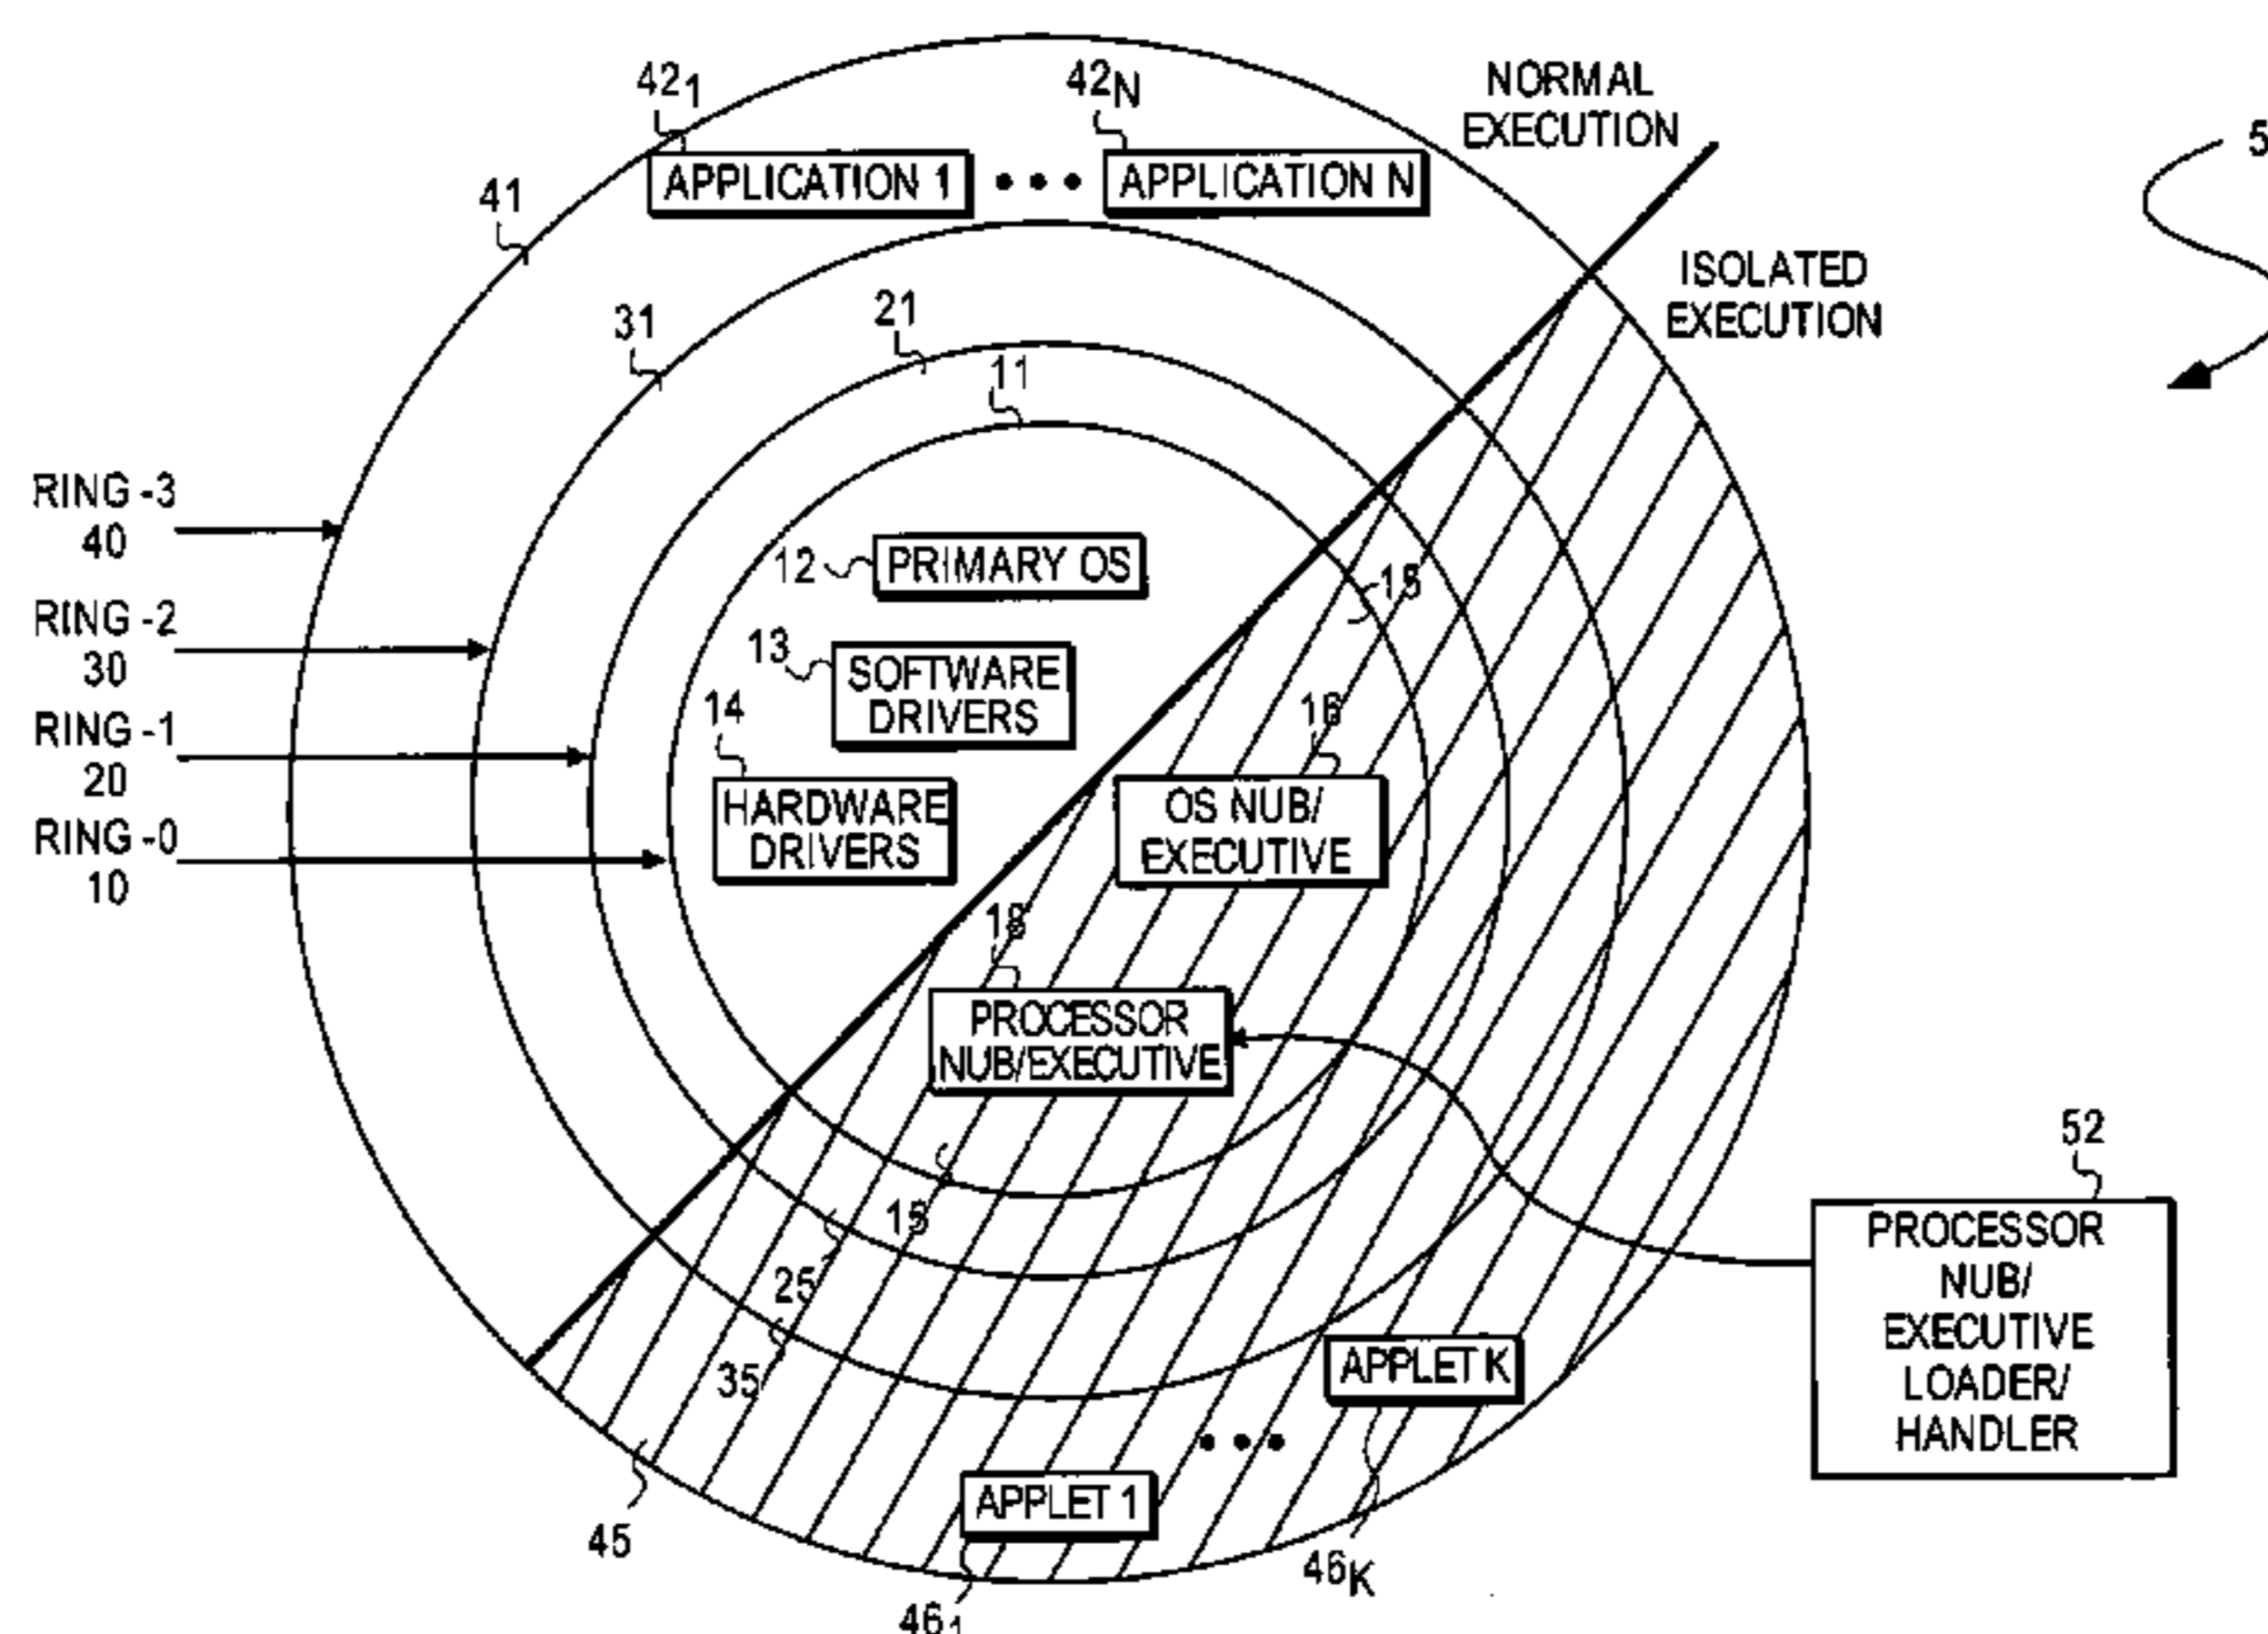 42₁
42N
NORMAL
EXECUTION
5
APPLICATION 1 • • • APPLICATION N
41
ISOLATED
EXECUTION
31
21
11
RING -3
40
12
PRIMARY OS
15
RING -2
30
13
SOFTWARE
DRIVERS
14
16
RING -1
20
HARDWARE
DRIVERS
OS NUB/
EXECUTIVE
RING -0
10
18
PROCESSOR
NUB/EXECUTIVE
52
PROCESSOR
NUB/
EXECUTIVE
LOADER/
HANDLER
25
35
APPLET K
• • •
APPLET 1
45
46K
46₁